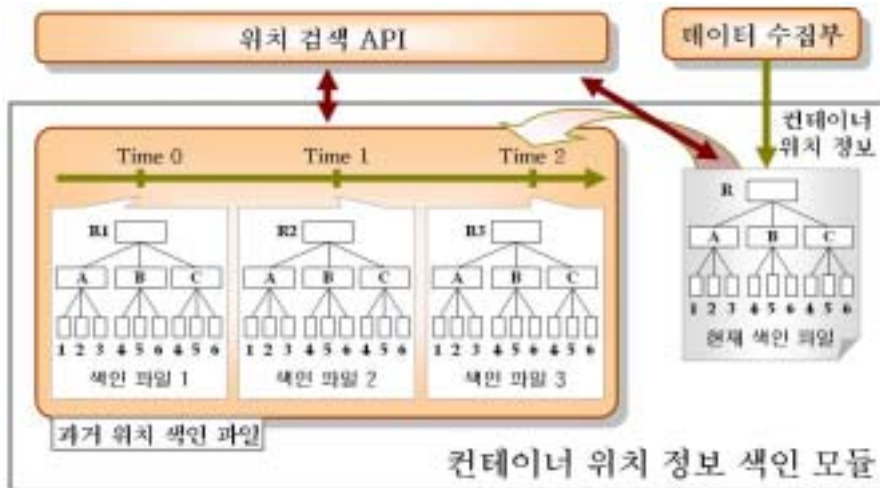 위치 검색 API
데이터 수집부
컨테이너
위치 정보
Time 0 Time 1 Time 2
R
A B C
1 2 3 4 5 6 4 5 6
현재 색인 파일
R1
A B C
1 2 3 4 5 6 4 5 6
색인 파일 1
R2
A B C
1 2 3 4 5 6 4 5 6
색인 파일 2
R3
A B C
1 2 3 4 5 6 4 5 6
색인 파일 3
과거 위치 색인 파일
컨테이너 위치 정보 색인 모듈